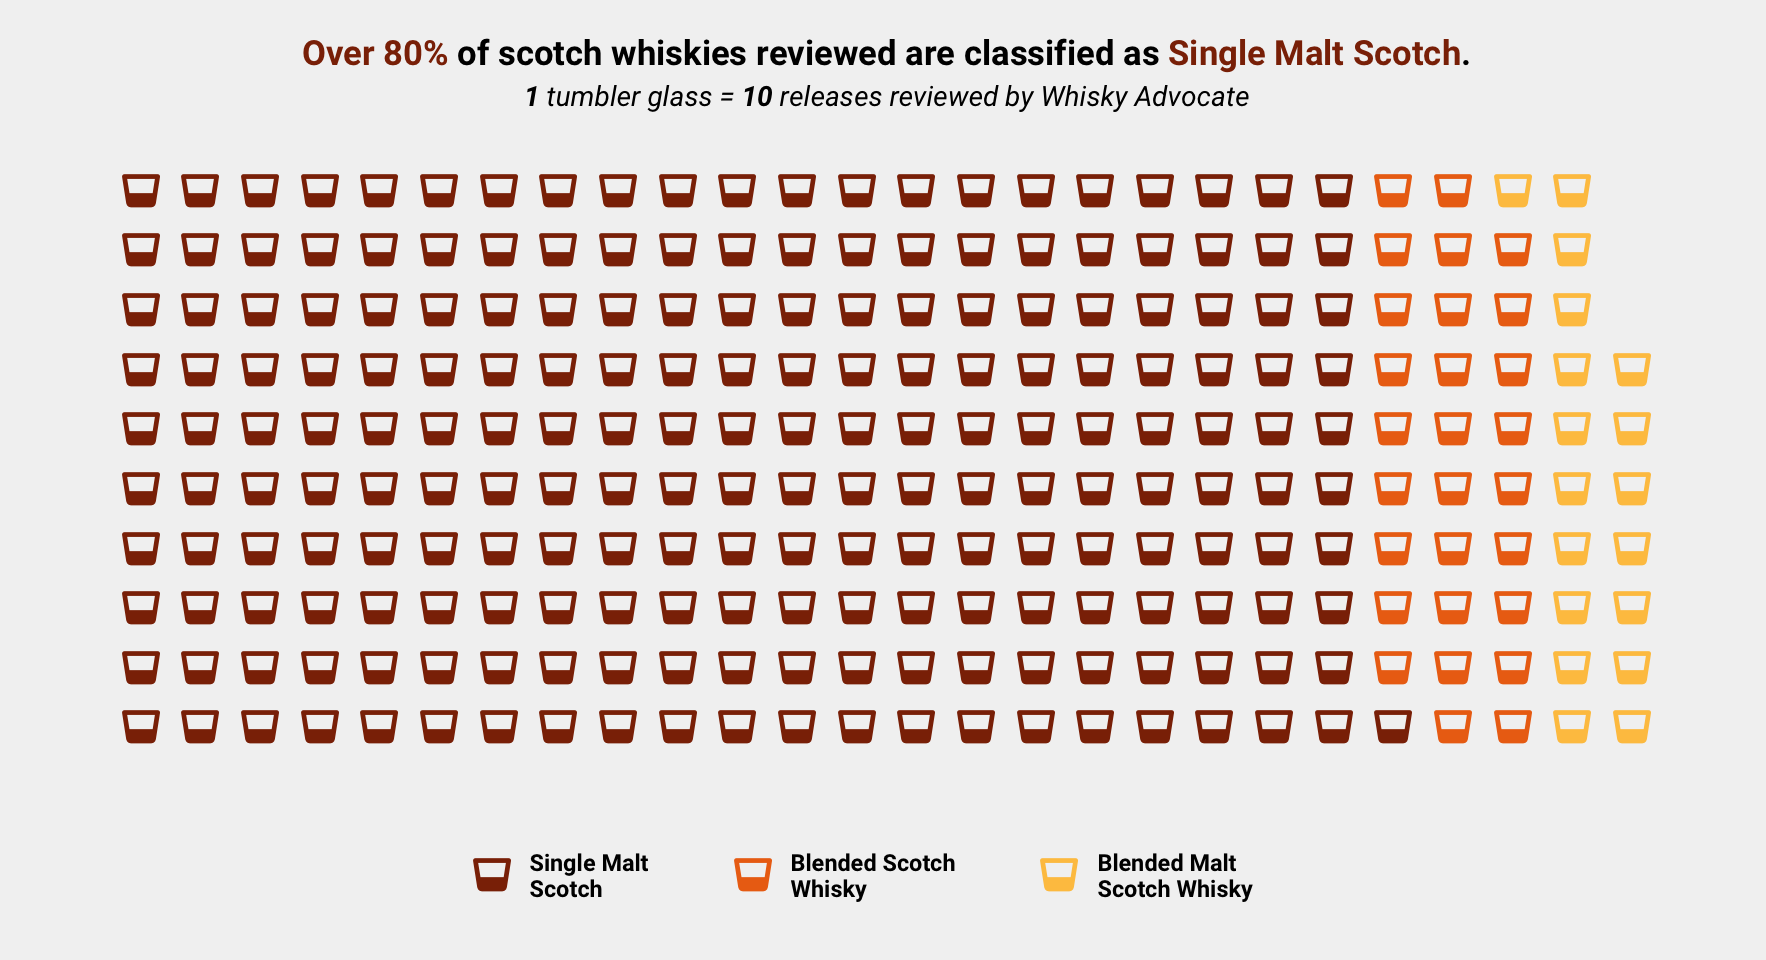 Over 80% of scotch whiskies reviewed are classified as Single Malt Scotch.
1 tumbler glass = 10 releases reviewed by Whisky Advocate
Single Malt
Scotch
Blended Scotch
Whisky
Blended Malt
Scotch Whisky